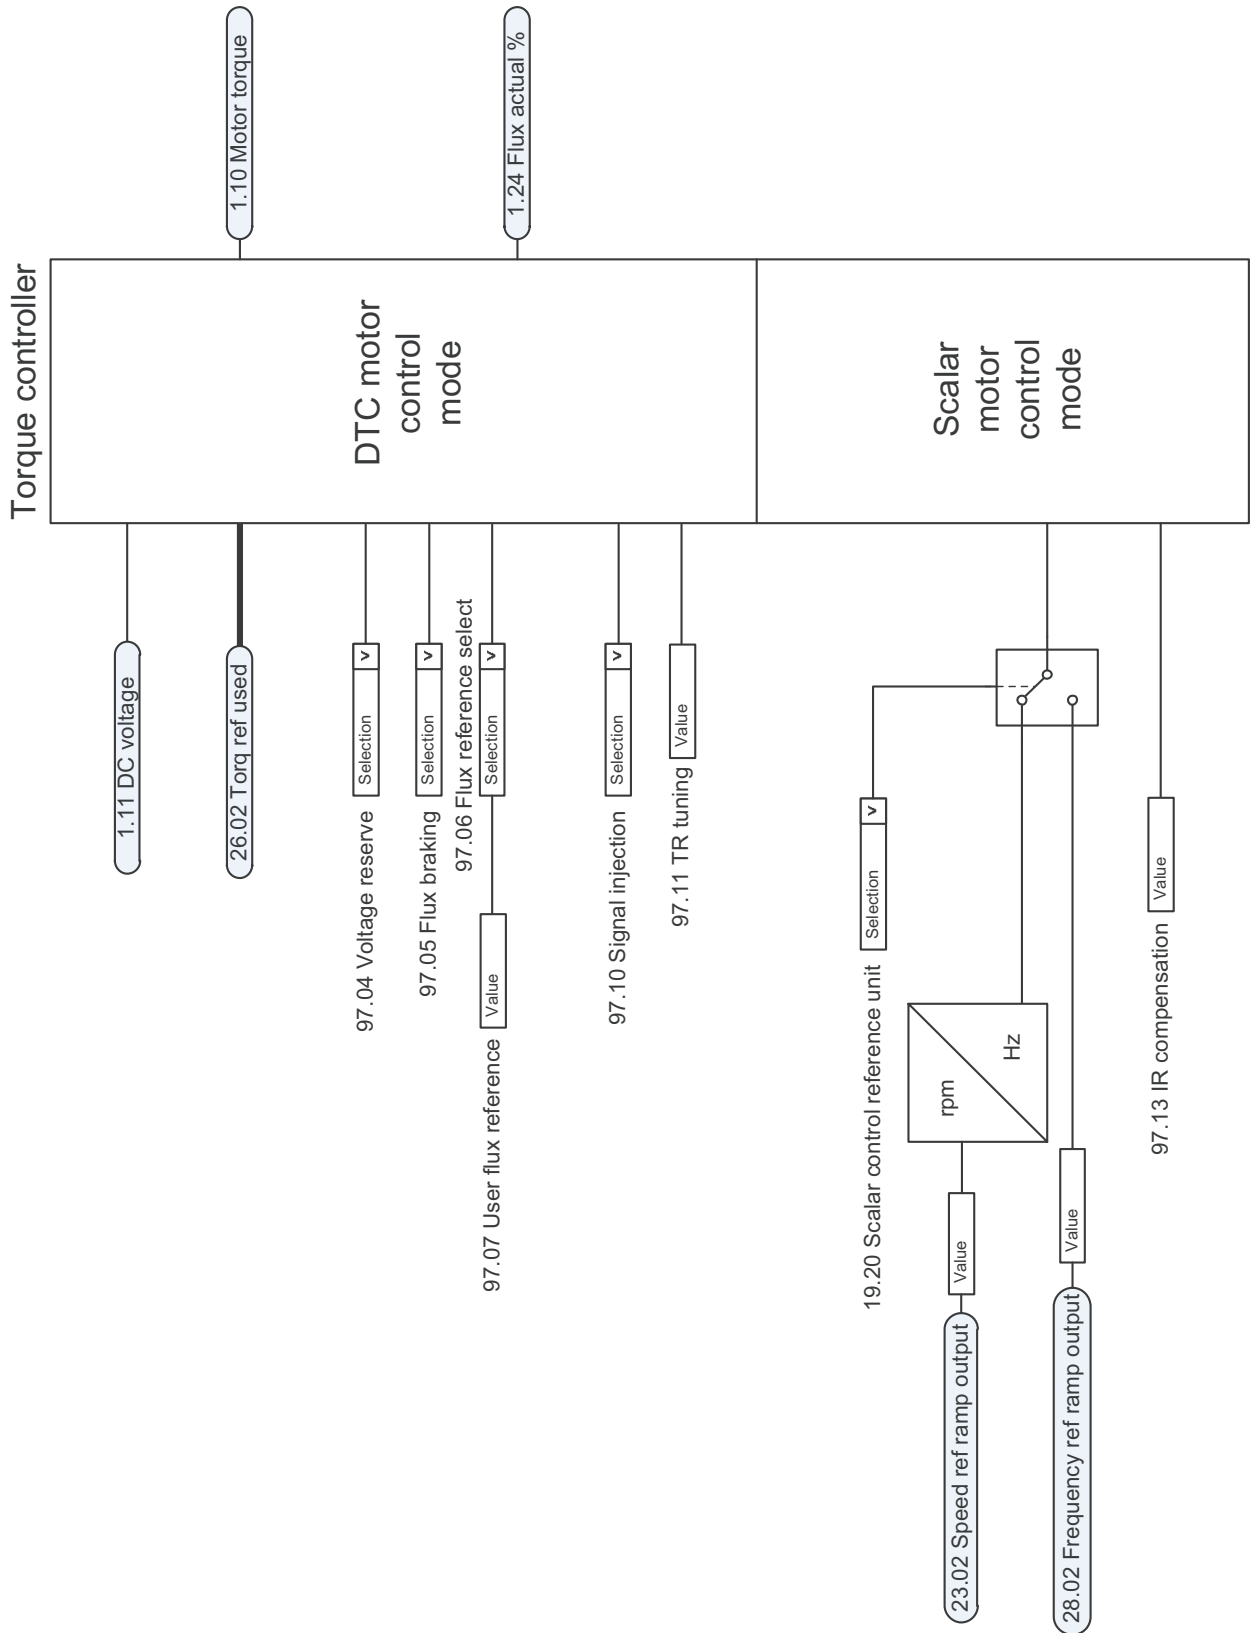 Torque controller
1.11 DC voltage
26.02 Torq ref used
1.10 Motor torque
DTC motor
control
mode
97.04 Voltage reserve
Selection
v
97.05 Flux braking
Selection
v
97.06 Flux reference select
97.07 User flux reference
Value
Selection
v
1.24 Flux actual %
97.10 Signal injection
Selection
v
97.11 TR tuning
Value
19.20 Scalar control reference unit
Selection
v
23.02 Speed ref ramp output
Value
rpm
Hz
Scalar
motor
control
mode
28.02 Frequency ref ramp output
Value
97.13 IR compensation
Value